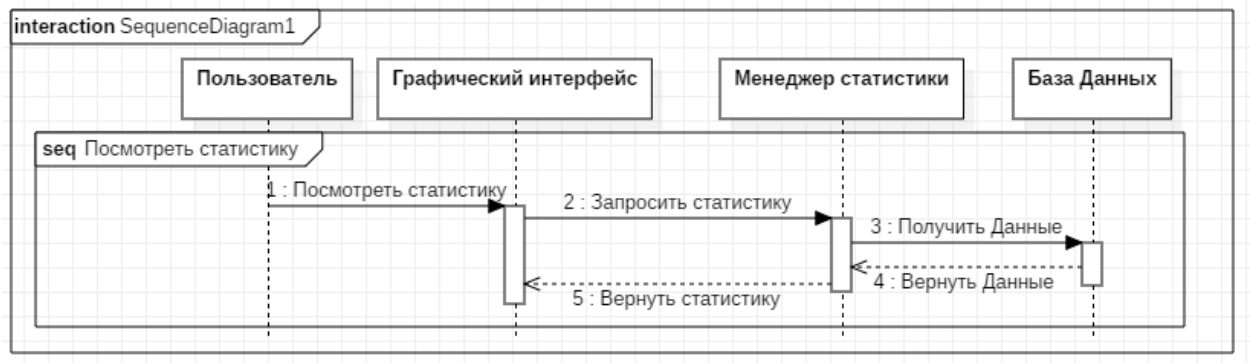 interaction SequenceDiagram1
Пользователь
Графический интерфейс
Менеджер статистики
База Данных
seq Посмотреть статистику
1 : Посмотреть статистику
2 : Запросить статистику
3 : Получить Данные
4 : Вернуть Данные
5 : Вернуть статистику